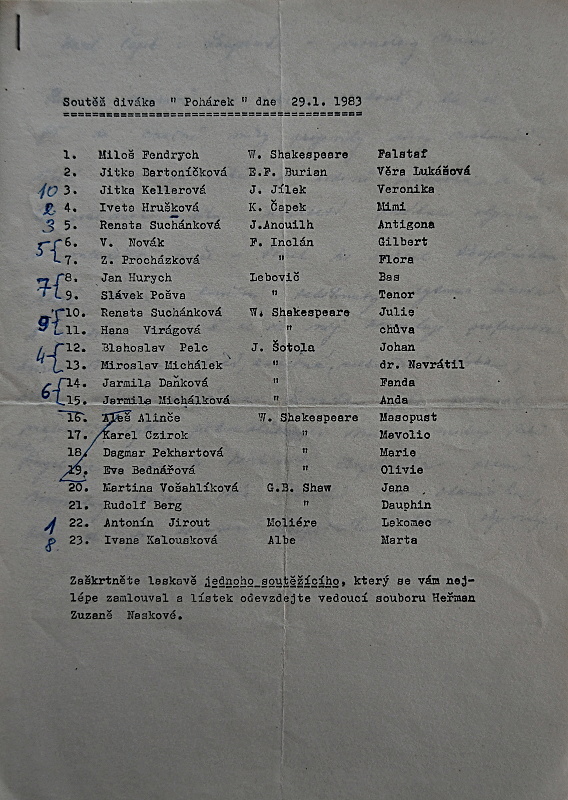 Soutěž diváka " Pohárek " dne 29.1. 1983
1. Miloš Fendrych W. Shakespeare Falstaf
2. Jitka Bartoníčková E.F. Burian Věra Lukášová
10 3. Jitka Kellerová J. Jílek Veronika
2 4. Iveta Hrušková K. Čapek Mimi
3 5. Renata Suchánková J.Anouilh Antigona
5 { 6. V. Novák F. Inclán Gilbert
7. Z. Procházková " Flora
7 { 8. Jan Hurych Lebovič Bas
9. Slávek Pošva " Tenor
9 { 10. Renata Suchánková W. Shakespeare Julie
11. Hana Virágová " chůva
4 { 12. Blahoslav Pelc J. Šotola Johan
13. Miroslav Michálek " dr. Navrátil
6 { 14. Jarmila Daňková " Fanda
15. Jarmila Michálková " Anda
16. Aleš Alinče W. Shakespeare Masopust
17. Karel Czirok " Mavolio
18. Dagmar Pekhartová " Marie
19. Eva Bednářová " Olivie
20. Martina Vošahlíková G.B. Shaw Jana
21. Rudolf Berg " Dauphin
1 22. Antonín Jirout Moliére Lakomec
8 23. Ivana Kalousková Albe Marta
Zaškrtněte laskavě jednoho soutěžícího, který se vám nej-
lépe zamlouval a lístek odevzdejte vedoucí souboru Heřman
Zuzaně Naskové.